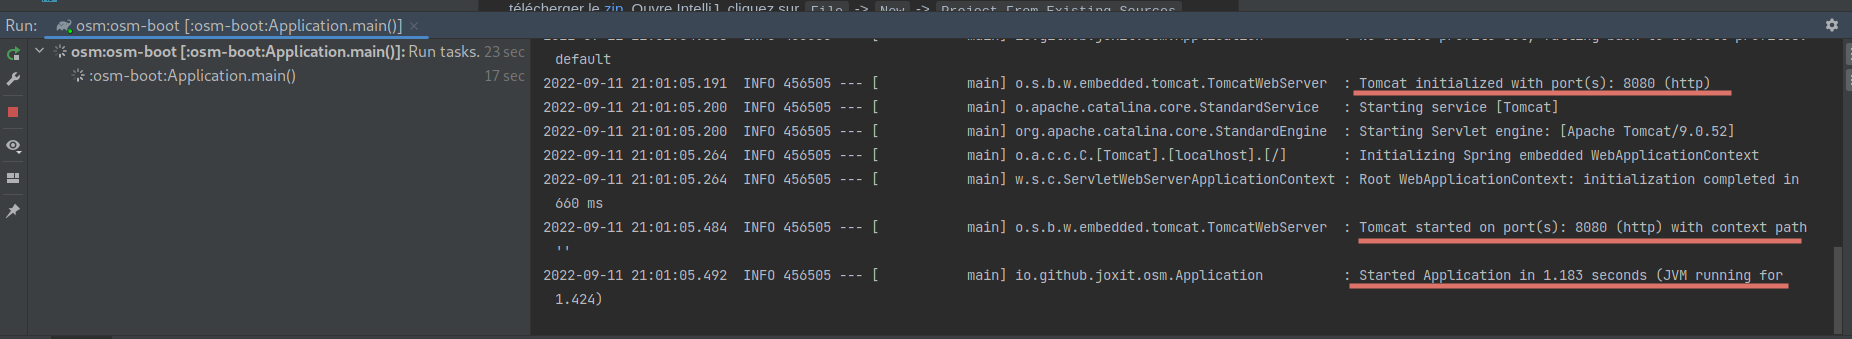 télécharger le zip. Ouvre IntelliJ, cliquez sur File -> New -> Project From Existing Sources
Run: osm:osm-boot [:osm-boot:Application.main()] ×
osm:osm-boot [:osm-boot:Application.main()]: Run tasks. 23 sec
:osm-boot:Application.main() 17 sec
default
2022-09-11 21:01:05.191  INFO 456505 --- [           main] o.s.b.w.embedded.tomcat.TomcatWebServer  : Tomcat initialized with port(s): 8080 (http)
2022-09-11 21:01:05.200  INFO 456505 --- [           main] o.apache.catalina.core.StandardService   : Starting service [Tomcat]
2022-09-11 21:01:05.200  INFO 456505 --- [           main] org.apache.catalina.core.StandardEngine  : Starting Servlet engine: [Apache Tomcat/9.0.52]
2022-09-11 21:01:05.264  INFO 456505 --- [           main] o.a.c.c.C.[Tomcat].[localhost].[/]       : Initializing Spring embedded WebApplicationContext
2022-09-11 21:01:05.264  INFO 456505 --- [           main] w.s.c.ServletWebServerApplicationContext : Root WebApplicationContext: initialization completed in
660 ms
2022-09-11 21:01:05.484  INFO 456505 --- [           main] o.s.b.w.embedded.tomcat.TomcatWebServer  : Tomcat started on port(s): 8080 (http) with context path
''
2022-09-11 21:01:05.492  INFO 456505 --- [           main] io.github.joxit.osm.Application          : Started Application in 1.183 seconds (JVM running for
1.424)